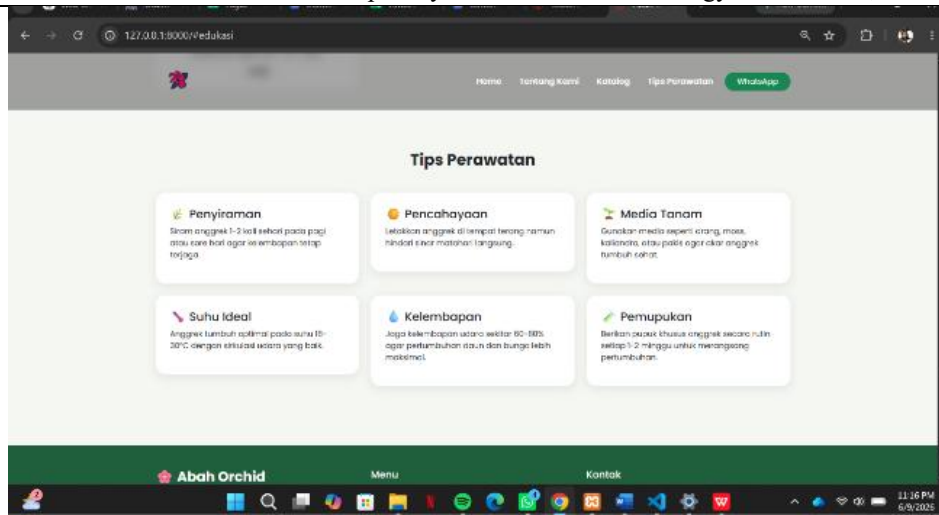 127.0.0.1:8000/#edukasi
Home Tentang Kami Katalog Tips Perawatan WhatsApp
Tips Perawatan
Penyiraman
Siram anggrek 1-2 kali sehari pada pagi
atau sore hari agar kelembapan tetap
terjaga.
Pencahayaan
Letakkan anggrek di tempat terang namun
hindari sinar matahari langsung.
Media Tanam
Gunakan media seperti arang, moss,
kaliandra, atau pakis agar akar anggrek
tumbuh sehat.
Suhu Ideal
Anggrek tumbuh optimal pada suhu 18-
30°C dengan sirkulasi udara yang baik.
Kelembapan
Jaga kelembapan udara sekitar 60-80%
agar pertumbuhan daun dan bunga lebih
maksimal.
Pemupukan
Berikan pupuk khusus anggrek secara rutin
setiap 1-2 minggu untuk merangsang
pertumbuhan.
Abah Orchid
Menu
Kontak
11:16 PM
6/9/2026